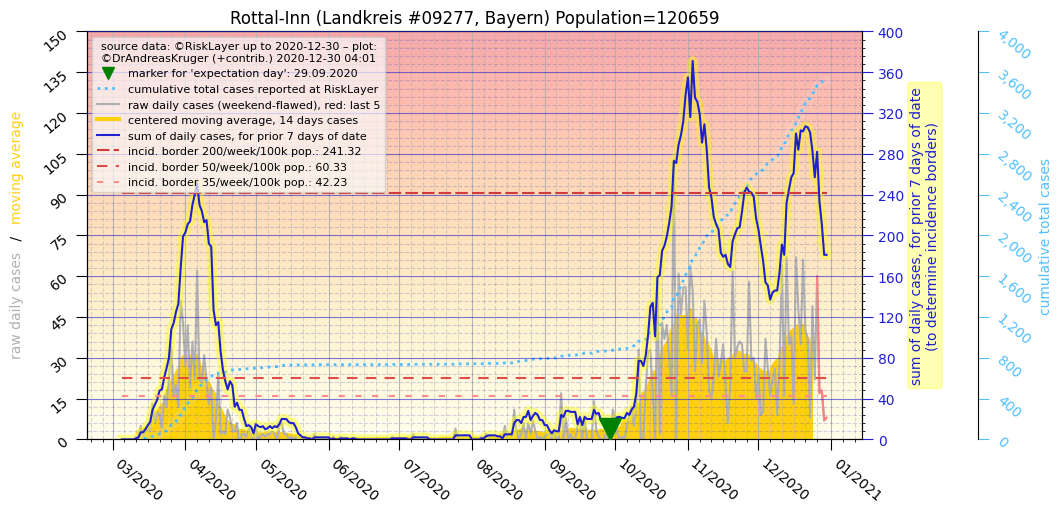 Rottal-Inn (Landkreis #09277, Bayern) Population=120659
source data: ©RiskLayer up to 2020-12-30 – plot:
©DrAndreasKruger (+contrib.) 2020-12-30 04:01
marker for 'expectation day': 29.09.2020
cumulative total cases reported at RiskLayer
raw daily cases (weekend-flawed), red: last 5
centered moving average, 14 days cases
sum of daily cases, for prior 7 days of date
incid. border 200/week/100k pop.: 241.32
incid. border 50/week/100k pop.: 60.33
incid. border 35/week/100k pop.: 42.23
raw daily cases / moving average
150
135
120
105
90
75
60
45
30
15
0
400
360
320
280
240
200
160
120
80
40
0
sum of daily cases, for prior 7 days of date
(to determine incidence borders)
4,000
3,600
3,200
2,800
2,400
2,000
1,600
1,200
800
400
0
cumulative total cases
03/2020
04/2020
05/2020
06/2020
07/2020
08/2020
09/2020
10/2020
11/2020
12/2020
01/2021